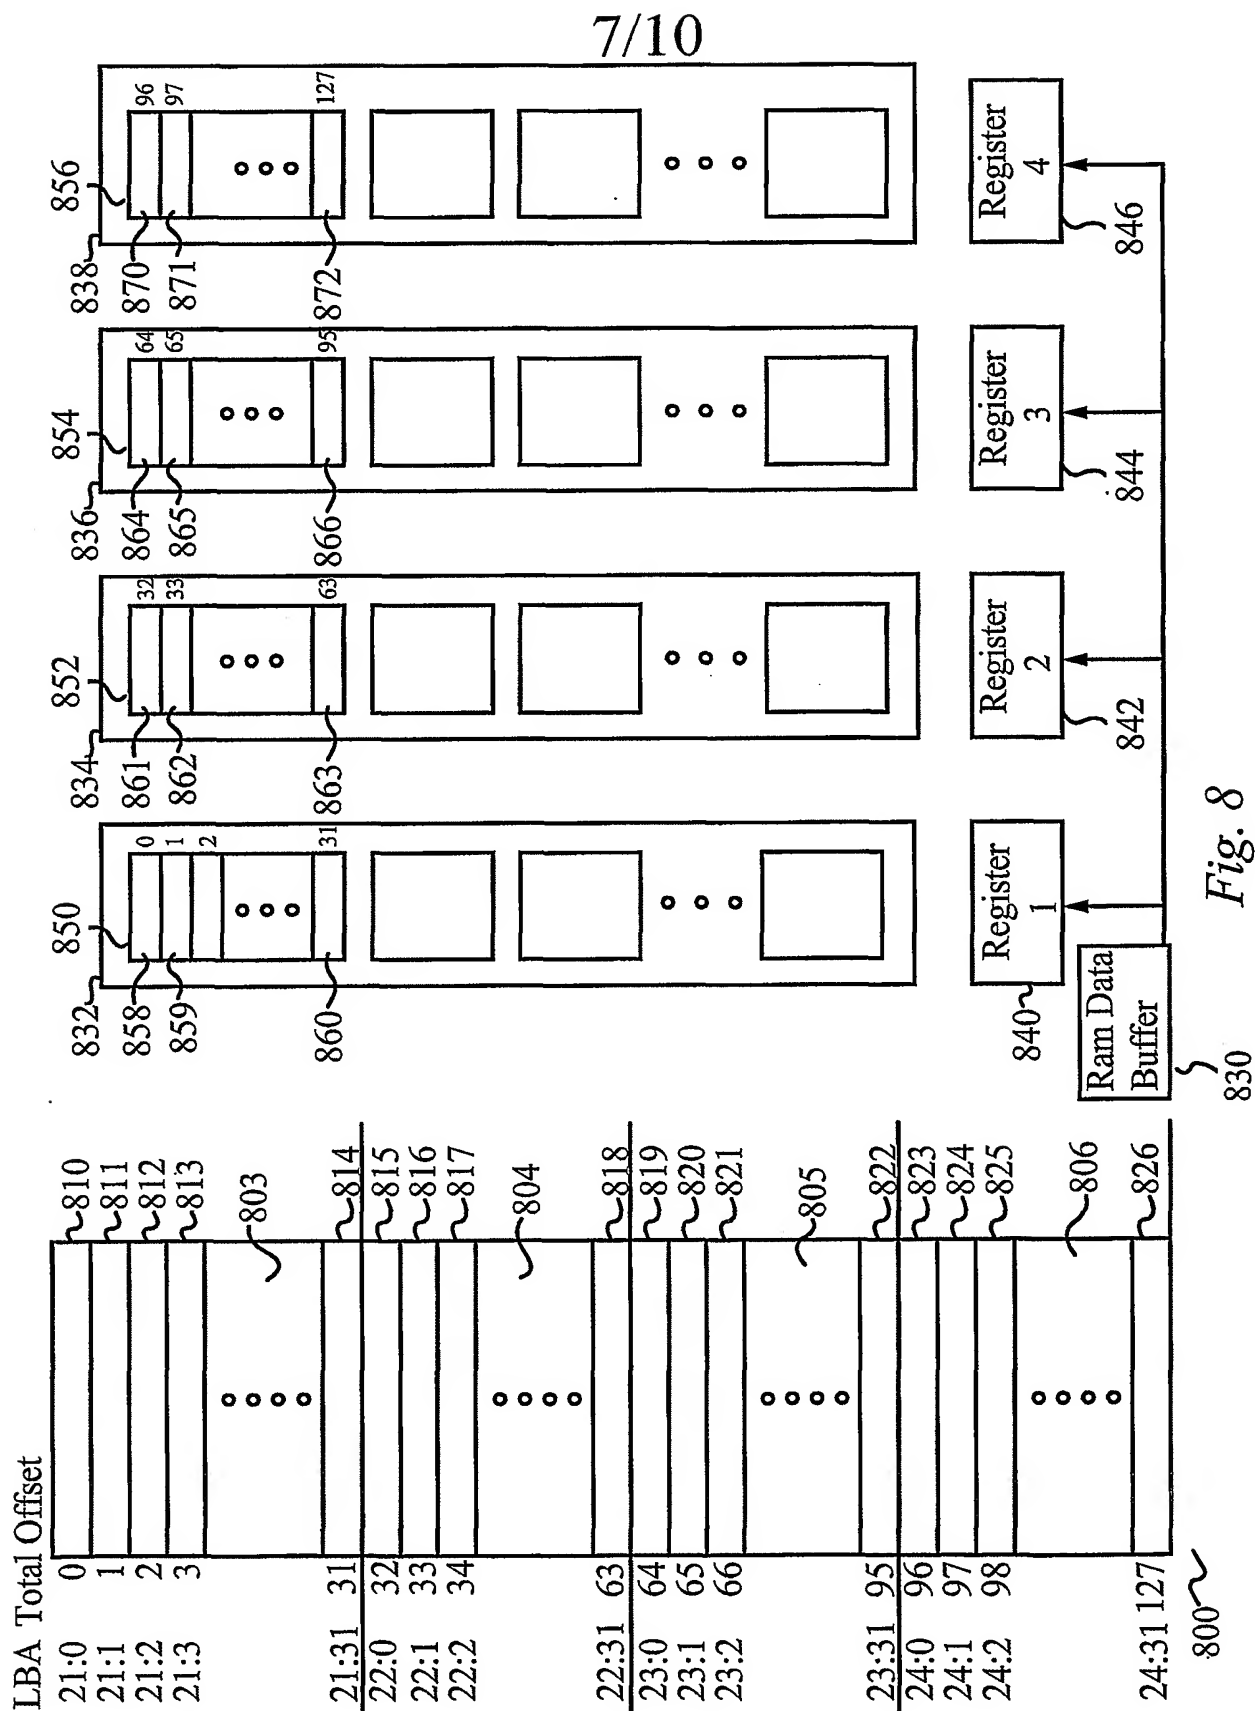 7/10
LBA Total Offset
21:0 0 810
21:1 1 811
21:2 2 812
21:3 3 813
803
21:31 31 814
22:0 32 815
22:1 33 816
22:2 34 817
804
22:31 63 818
23:0 64 819
23:1 65 820
23:2 66 821
805
23:31 95 822
24:0 96 823
24:1 97 824
24:2 98 825
806
24:31 127 826
800
832
850
858 0
859 1
2
860 31
834
852
861 32
862 33
863 63
836
854
864 64
865 65
866 95
838
856
870 96
871 97
872 127
Register
1
840
Register
2
842
Register
3
844
Register
4
846
Ram Data
Buffer
830
Fig. 8